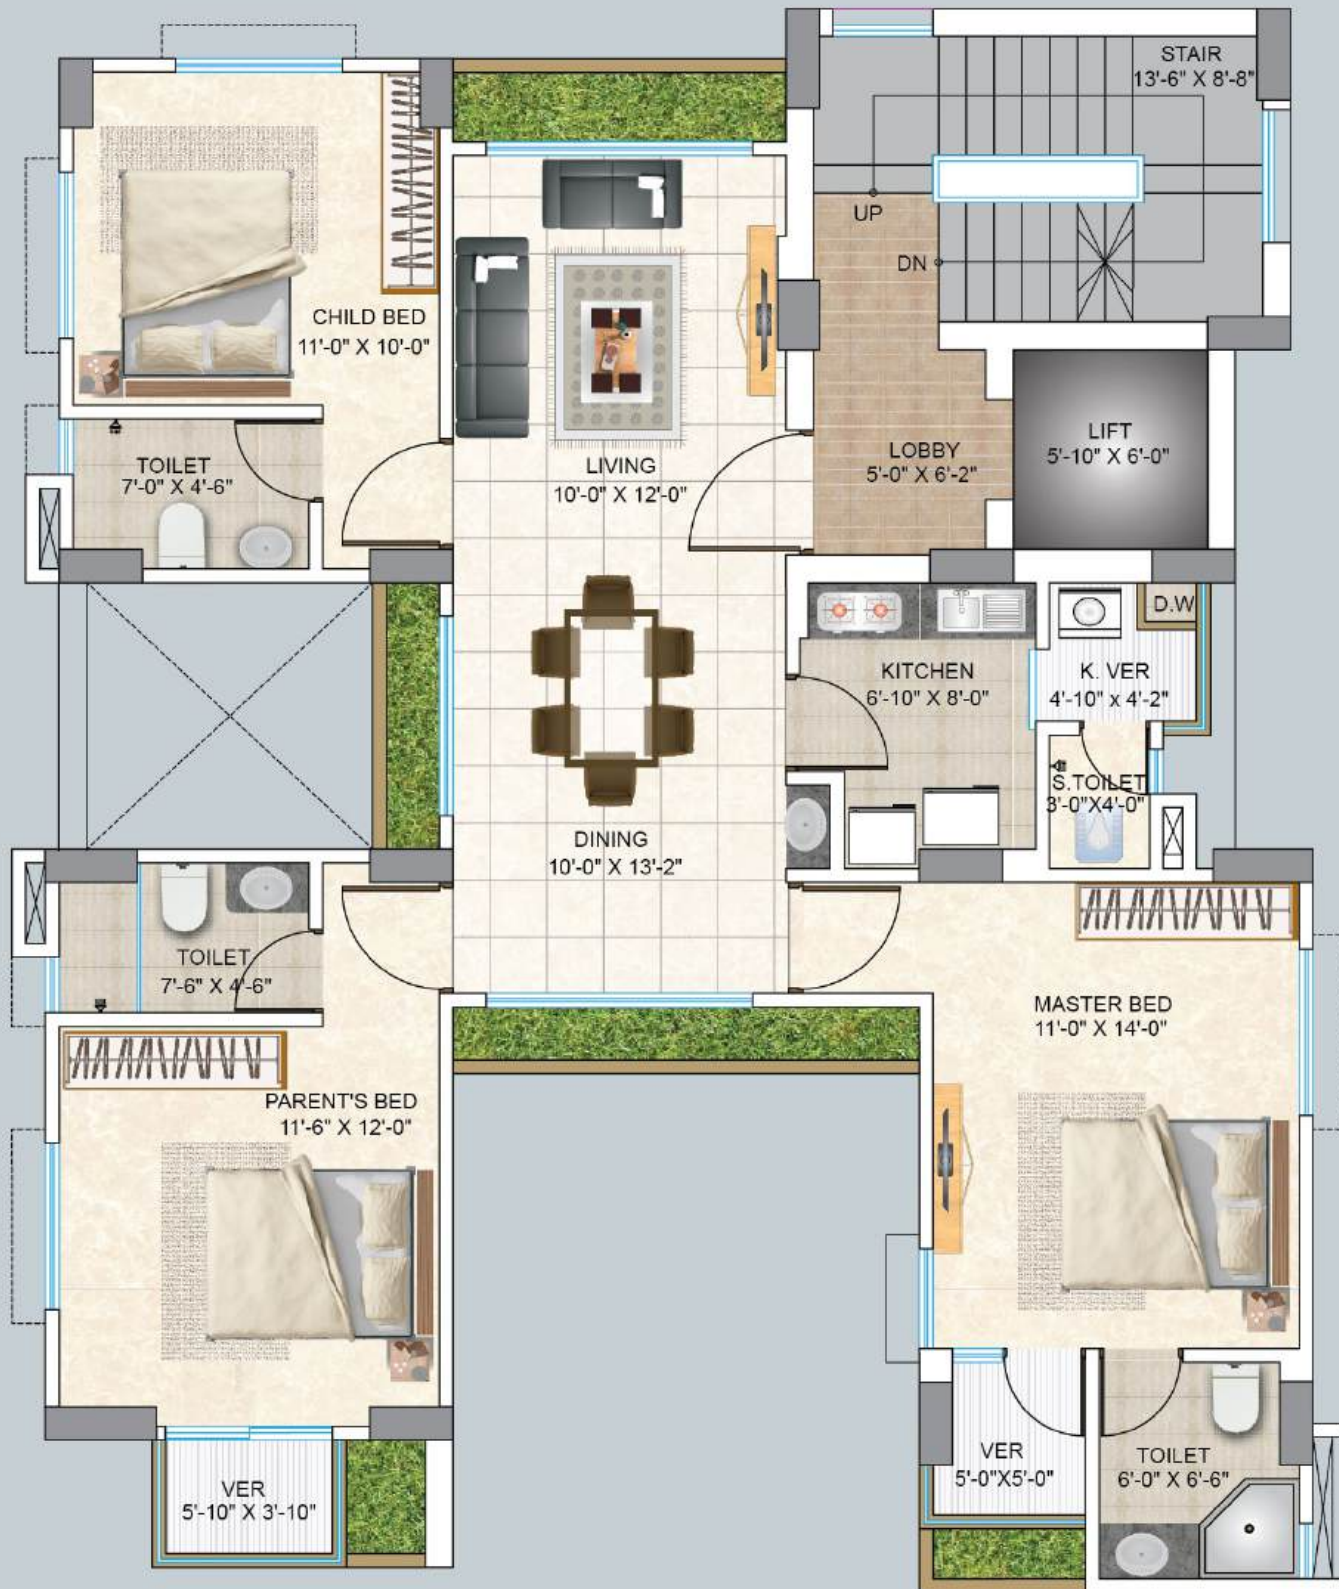 STAIR
13'-6" X 8'-8"
UP
DN
CHILD BED
11'-0" X 10'-0"
LIFT
5'-10" X 6'-0"
LOBBY
5'-0" X 6'-2"
TOILET
7'-0" X 4'-6"
LIVING
10'-0" X 12'-0"
D.W
KITCHEN
6'-10" X 8'-0"
K. VER
4'-10" x 4'-2"
S.TOILET
3'-0"X4'-0"
DINING
10'-0" X 13'-2"
TOILET
7'-6" X 4'-6"
MASTER BED
11'-0" X 14'-0"
PARENT'S BED
11'-6" X 12'-0"
VER
5'-0"X5'-0"
TOILET
6'-0" X 6'-6"
VER
5'-10" X 3'-10"